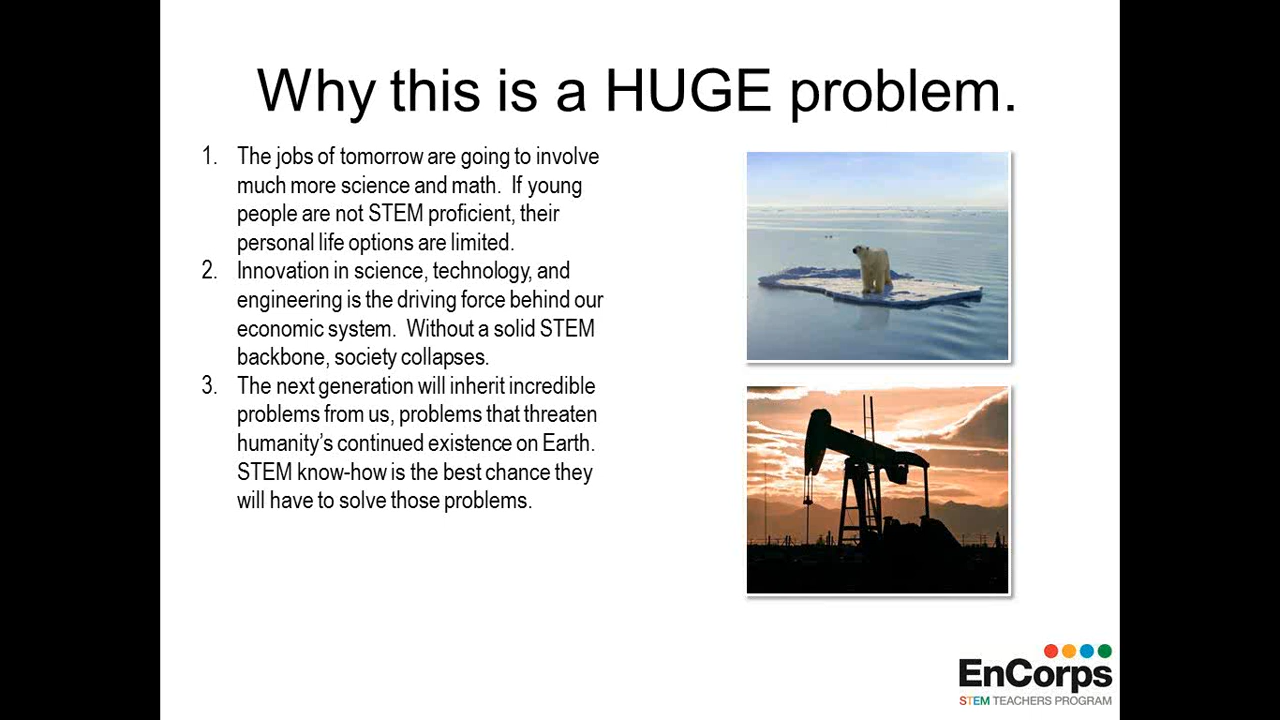 Why this is a HUGE problem.
1. The jobs of tomorrow are going to involve
much more science and math.  If young
people are not STEM proficient, their
personal life options are limited.
2. Innovation in science, technology, and
engineering is the driving force behind our
economic system.  Without a solid STEM
backbone, society collapses.
3. The next generation will inherit incredible
problems from us, problems that threaten
humanity’s continued existence on Earth.
STEM know-how is the best chance they
will have to solve those problems.
EnCorps
STEM TEACHERS PROGRAM